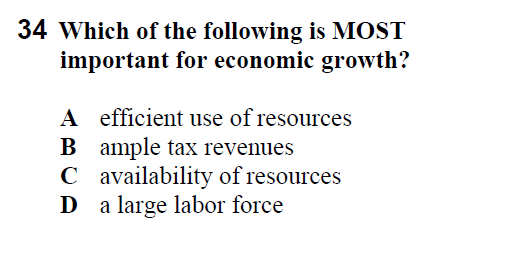 34 Which of the following is MOST
important for economic growth?
A efficient use of resources
B ample tax revenues
C availability of resources
D a large labor force